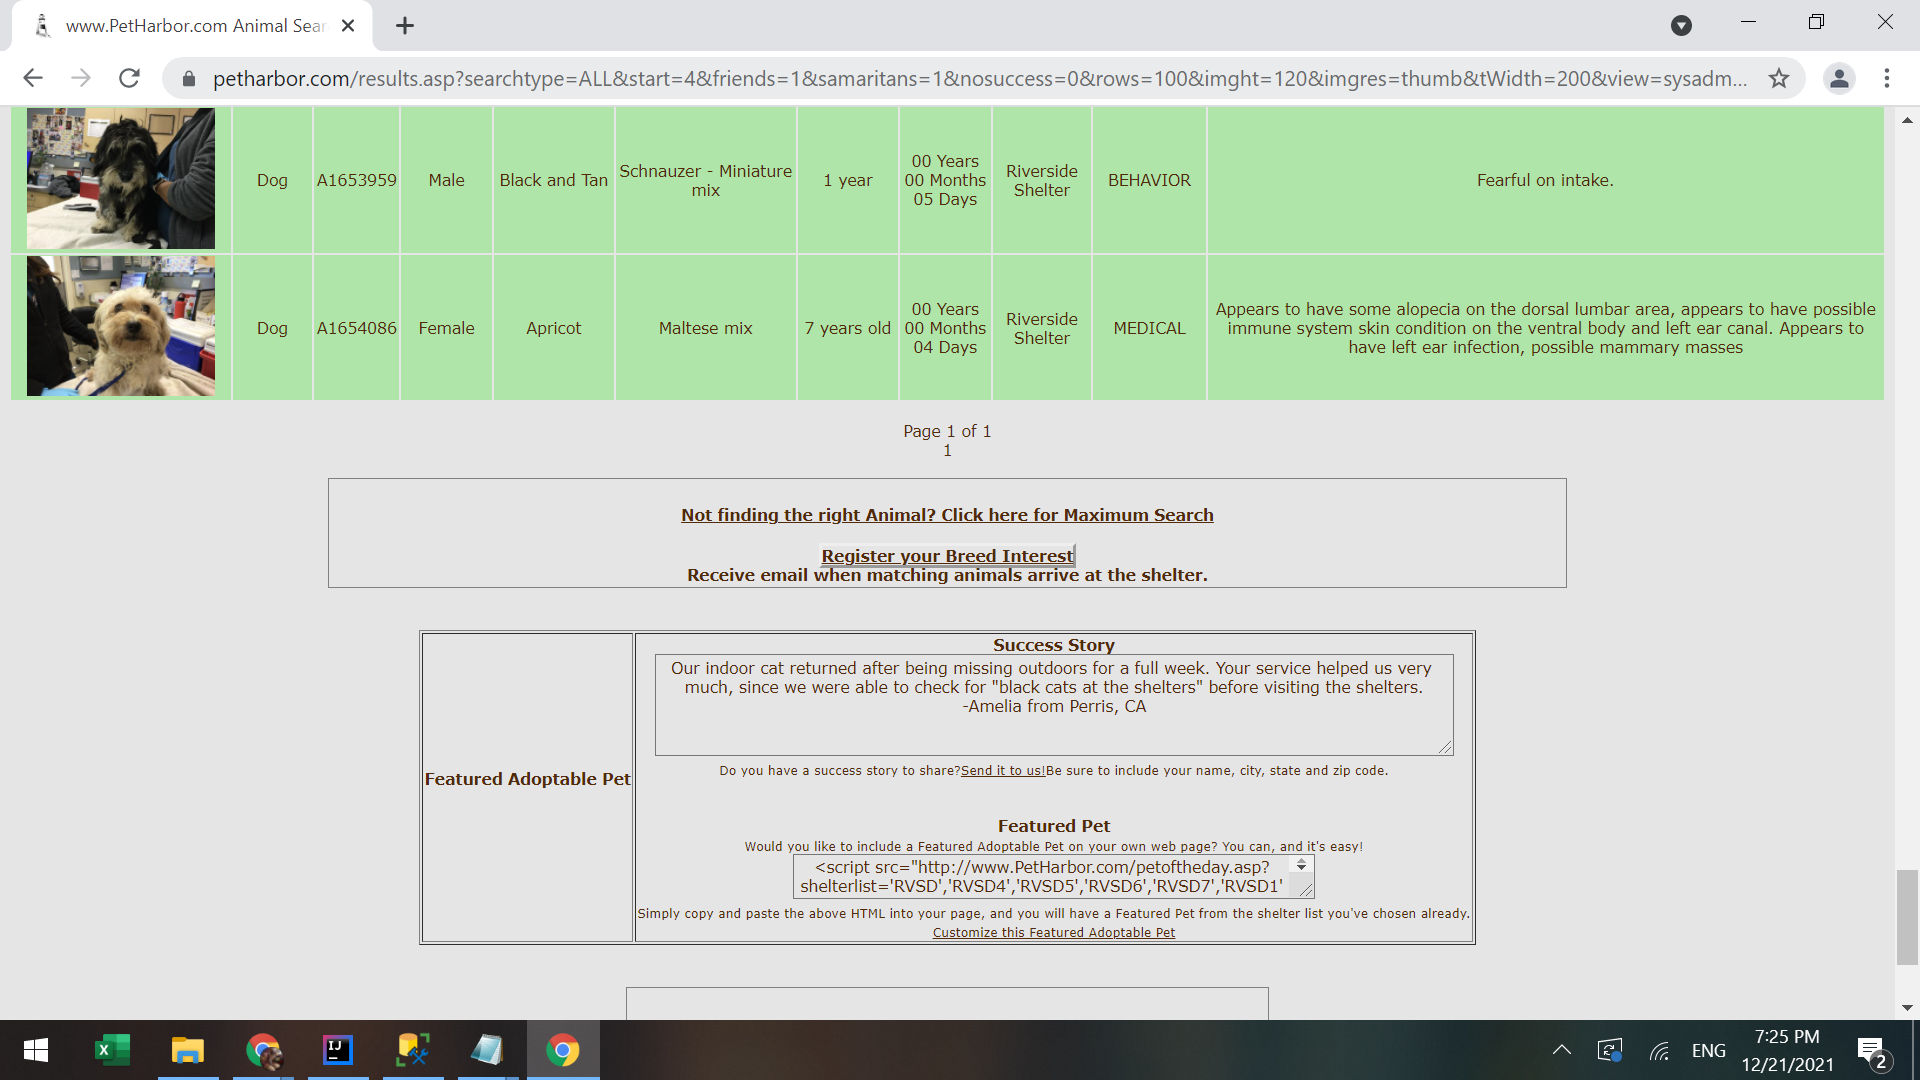 www.PetHarbor.com Animal Sear
petharbor.com/results.asp?searchtype=ALL&start=4&friends=1&samaritans=1&nosuccess=0&rows=100&imght=120&imgres=thumb&tWidth=200&view=sysadm...
Dog
A1653959
Male
Black and Tan
Schnauzer - Miniature
mix
1 year
00 Years
00 Months
05 Days
Riverside
Shelter
BEHAVIOR
Fearful on intake.
Dog
A1654086
Female
Apricot
Maltese mix
7 years old
00 Years
00 Months
04 Days
Riverside
Shelter
MEDICAL
Appears to have some alopecia on the dorsal lumbar area, appears to have possible
immune system skin condition on the ventral body and left ear canal. Appears to
have left ear infection, possible mammary masses
Page 1 of 1
1
Not finding the right Animal? Click here for Maximum Search
Register your Breed Interest
Receive email when matching animals arrive at the shelter.
Featured Adoptable Pet
Success Story
Our indoor cat returned after being missing outdoors for a full week. Your service helped us very
much, since we were able to check for "black cats at the shelters" before visiting the shelters.
-Amelia from Perris, CA
Do you have a success story to share?Send it to us!Be sure to include your name, city, state and zip code.
Featured Pet
Would you like to include a Featured Adoptable Pet on your own web page? You can, and it's easy!
<script src="http://www.PetHarbor.com/petoftheday.asp?
shelterlist='RVSD','RVSD4','RVSD5','RVSD6','RVSD7','RVSD1'
Simply copy and paste the above HTML into your page, and you will have a Featured Pet from the shelter list you've chosen already.
Customize this Featured Adoptable Pet
X
IJ
ENG
7:25 PM
12/21/2021
2